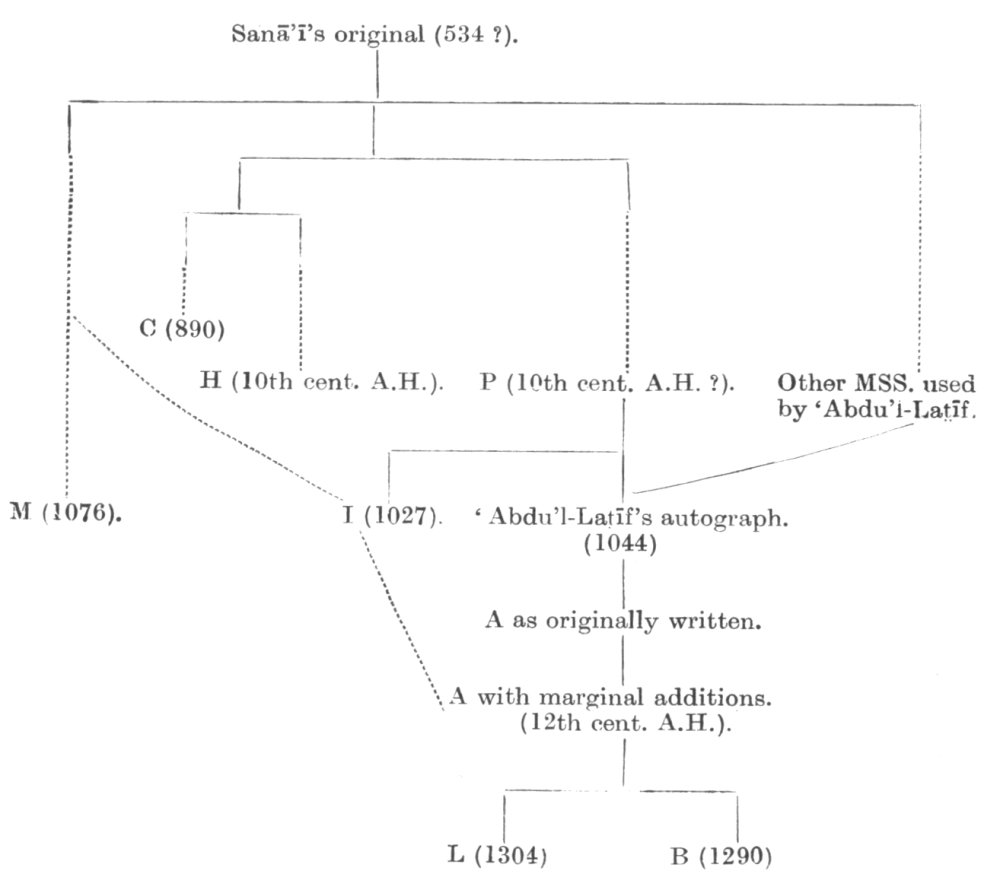 Sanā’ī’s original (534 ?).
C (890)
H (10th cent. A.H.). P (10th cent. A.H. ?). Other MSS. used
by ‘Abdu’l-Laṭīf.
M (1076). I (1027). ‘Abdu’l-Laṭīf’s autograph.
(1044)
A as originally written.
A with marginal additions.
(12th cent. A.H.).
L (1304) B (1290)